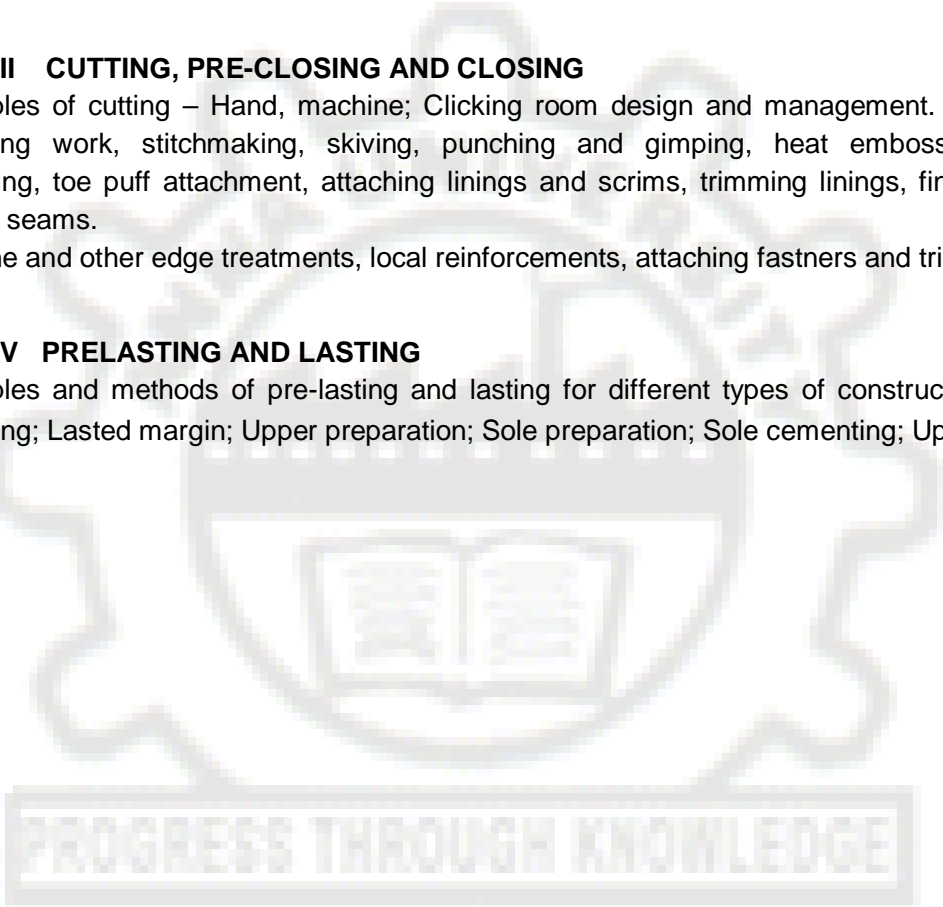 II CUTTING, PRE-CLOSING AND CLOSING
ples of cutting – Hand, machine; Clicking room design and management.
ng work, stitchmaking, skiving, punching and gimping, heat emboss
ng, toe puff attachment, attaching linings and scrims, trimming linings, fin
seams.
e and other edge treatments, local reinforcements, attaching fastners and tri
V PRELASTING AND LASTING
ples and methods of pre-lasting and lasting for different types of construc
ng; Lasted margin; Upper preparation; Sole preparation; Sole cementing; Up
PROGRESS THROUGH KNOWLEDGE